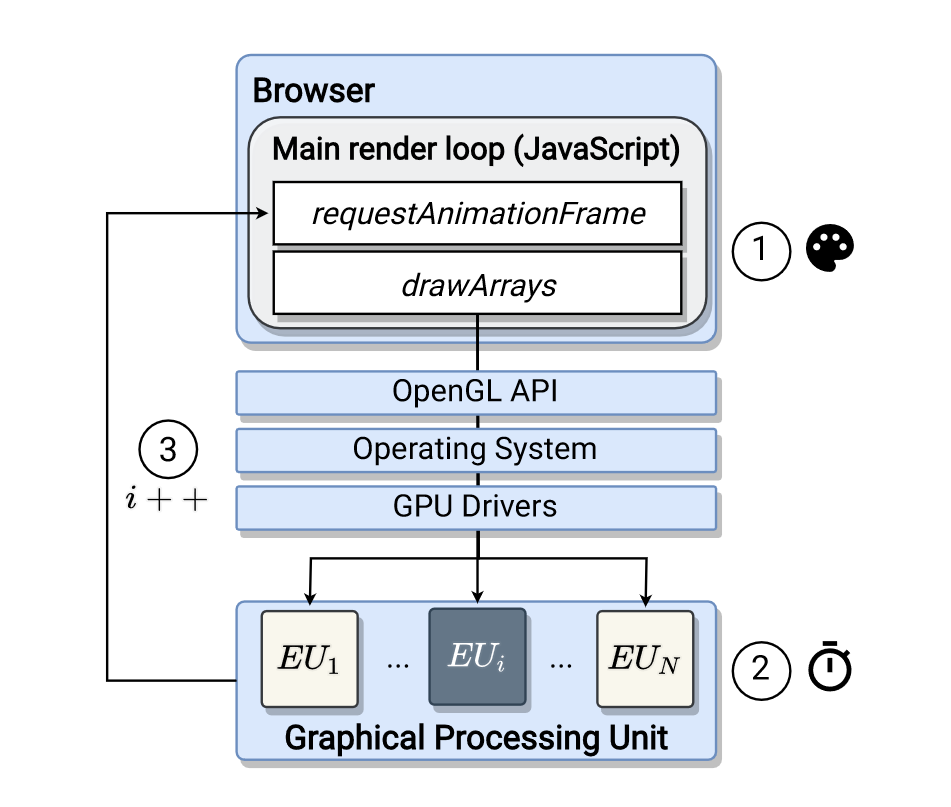 Browser
Main render loop (JavaScript)
requestAnimationFrame
1
drawArrays
OpenGL API
Operating System
3
i + +
GPU Drivers
EU₁ ... EUᵢ ... EU_N
2
Graphical Processing Unit